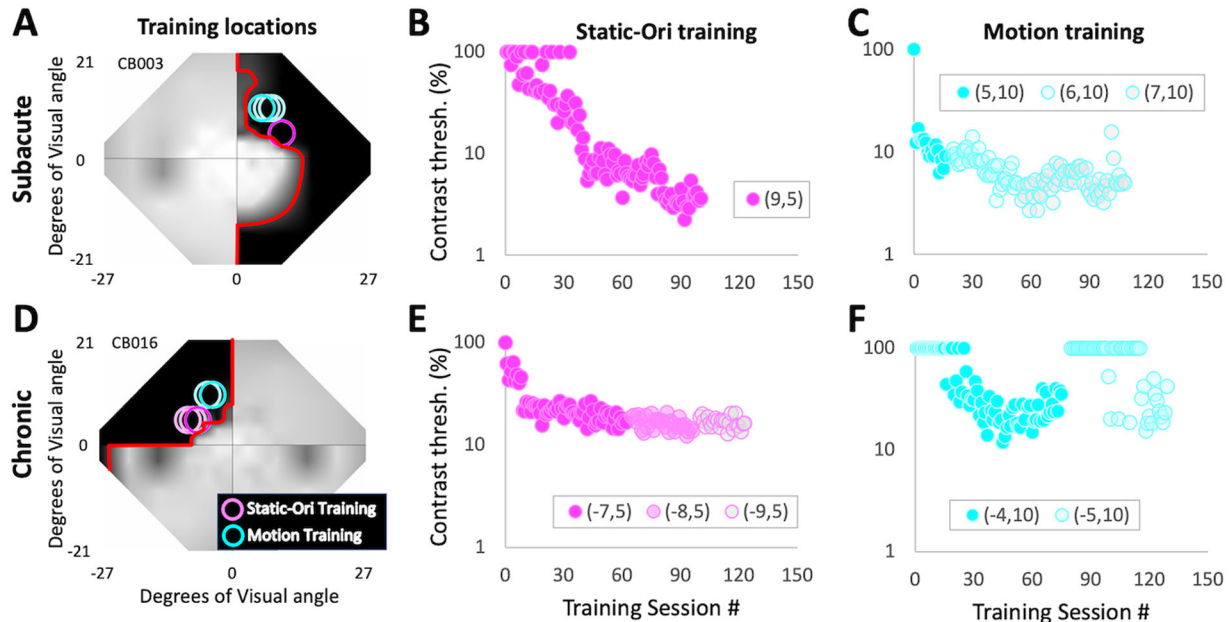 A
Training locations
Subacute
Degrees of Visual angle
21
0
-21
CB003
-27
0
27
B
Static-Ori training
Contrast thresh. (%)
100
10
1
(9,5)
0
30
60
90
120
150
C
Motion training
100
10
1
(5,10) (6,10) (7,10)
0
30
60
90
120
150
D
Chronic
Degrees of Visual angle
21
0
-21
CB016
Static-Ori Training
Motion Training
-27
0
27
Degrees of Visual angle
E
Contrast thresh. (%)
100
10
1
(-7,5) (-8,5) (-9,5)
0
30
60
90
120
150
Training Session #
F
100
10
1
(-4,10) (-5,10)
0
30
60
90
120
150
Training Session #